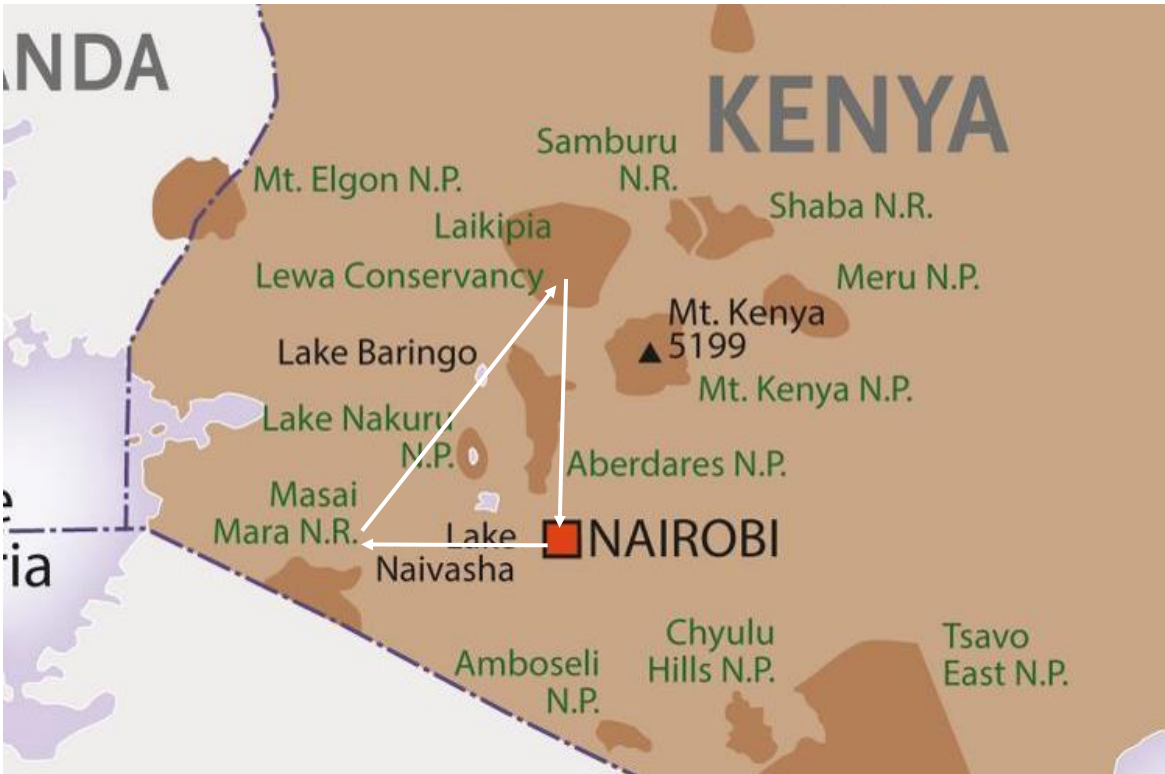 NDA
KENYA
Samburu
N.R.
Mt. Elgon N.P.
Shaba N.R.
Laikipia
Lewa Conservancy
Meru N.P.
Mt. Kenya
5199
Lake Baringo
Mt. Kenya N.P.
Lake Nakuru
N.P.
Aberdares N.P.
Masai
Mara N.R.
Lake
Naivasha
NAIROBI
e
ria
Chyulu
Hills N.P.
Tsavo
East N.P.
Amboseli
N.P.